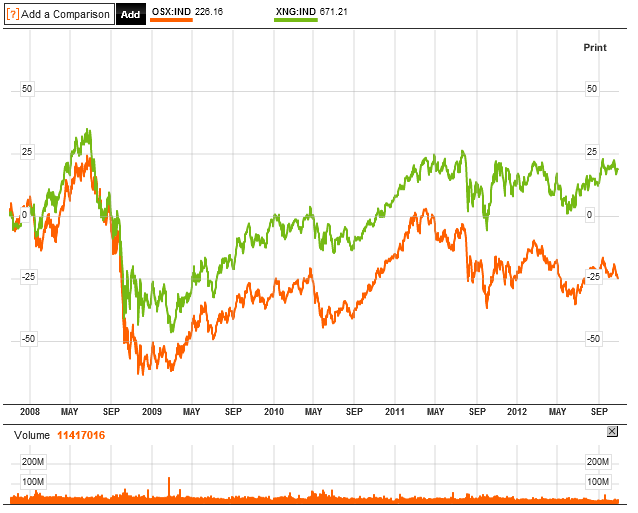 [?] Add a Comparison Add OSX:IND 226.16 XNG:IND 671.21
Print
50 50
25 25
0 0
-25 -25
-50 -50
2008 MAY SEP 2009 MAY SEP 2010 MAY SEP 2011 MAY SEP 2012 MAY SEP
Volume 11417016
200M 200M
100M 100M